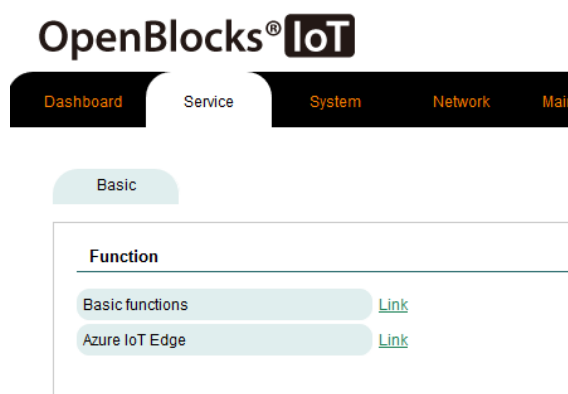 OpenBlocks® IoT
Dashboard Service System Network
Basic
Function
Basic functions Link
Azure IoT Edge Link